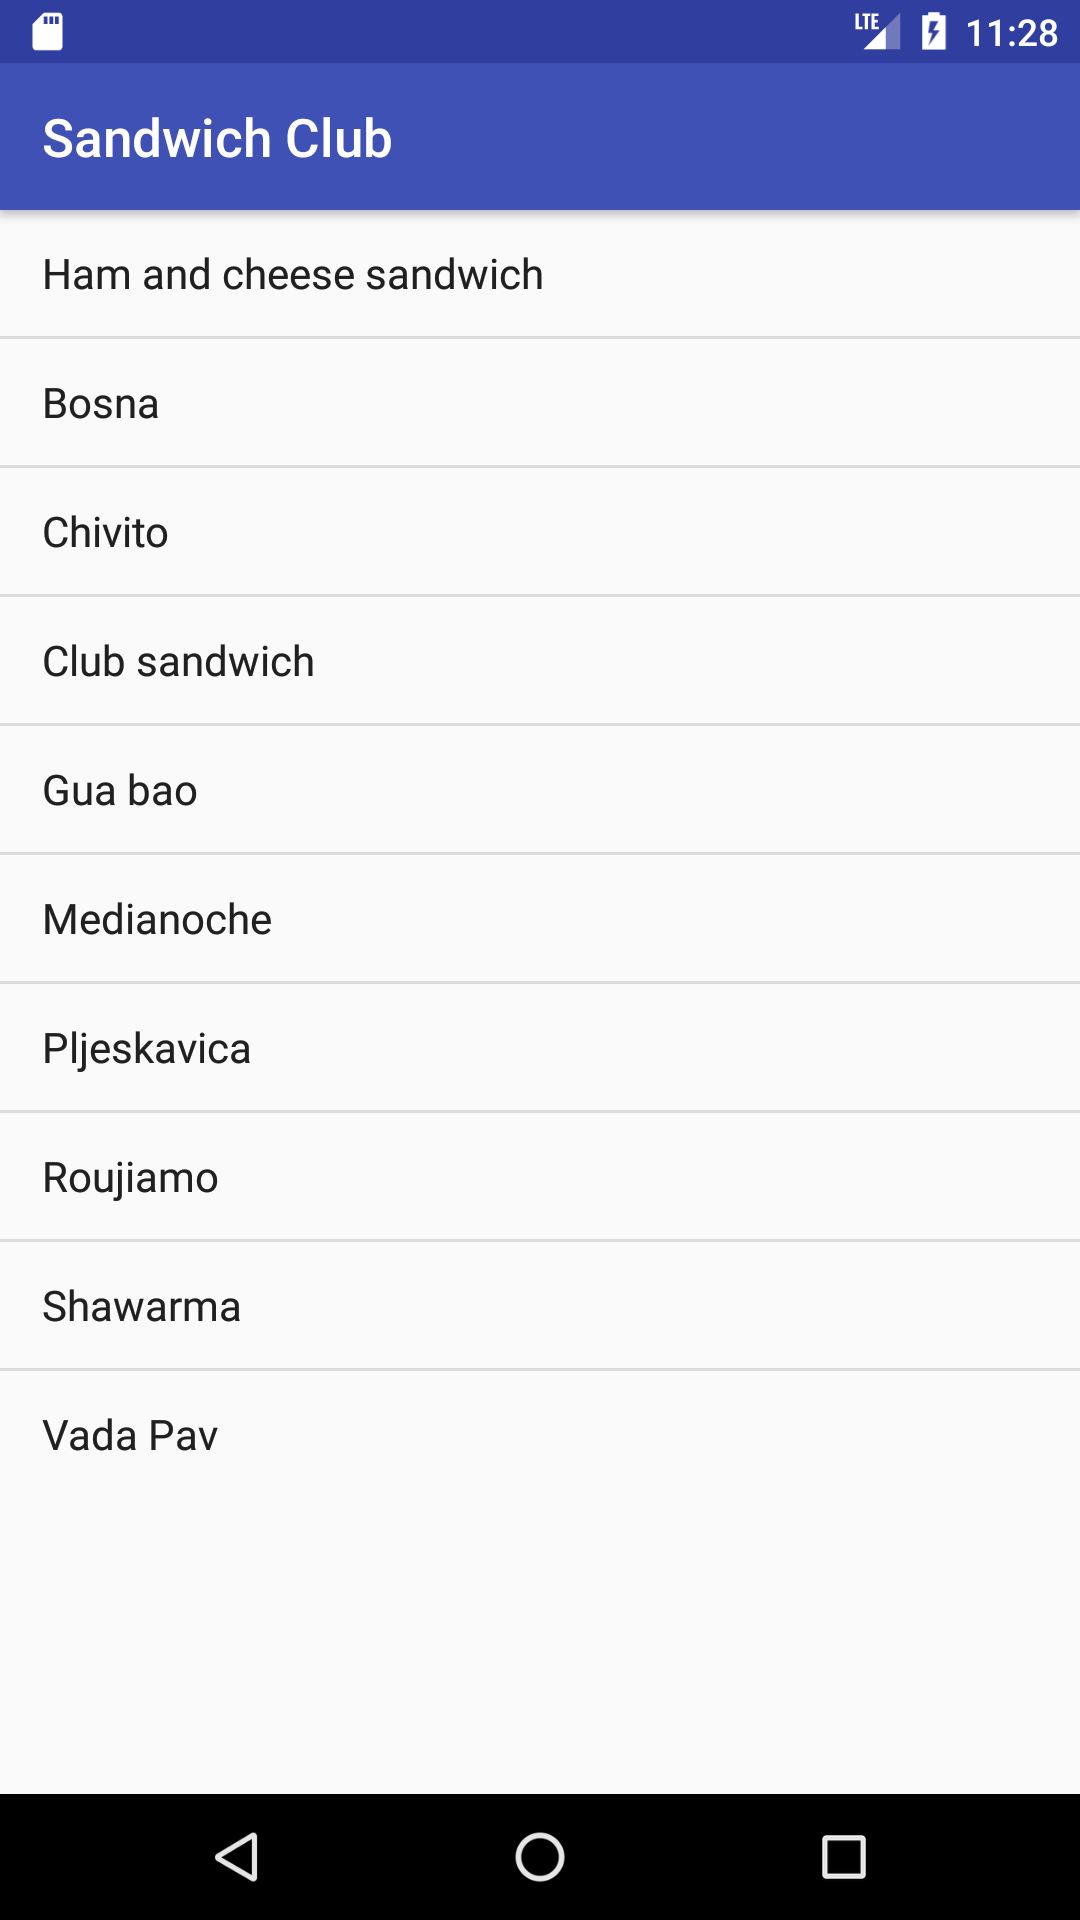 LTE 11:28
Sandwich Club
Ham and cheese sandwich
Bosna
Chivito
Club sandwich
Gua bao
Medianoche
Pljeskavica
Roujiamo
Shawarma
Vada Pav